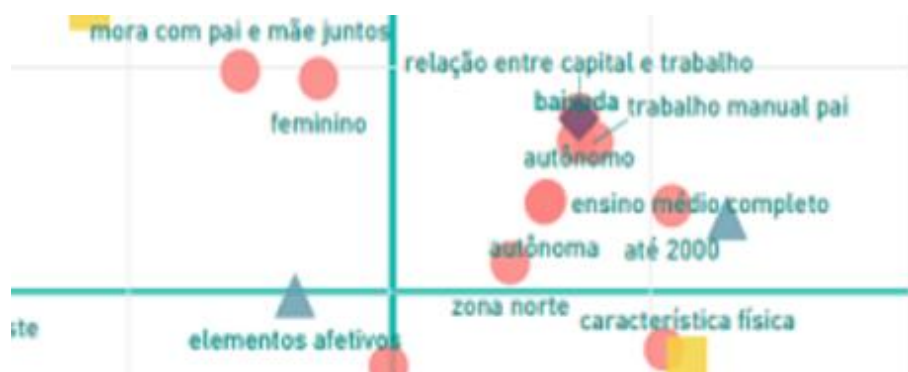 mora com pai e mãe juntos
relação entre capital e trabalho
baixada
trabalho manual pai
feminino
autônomo
ensino médio completo
autônoma
até 2000
zona norte
característica física
ste
elementos afetivos